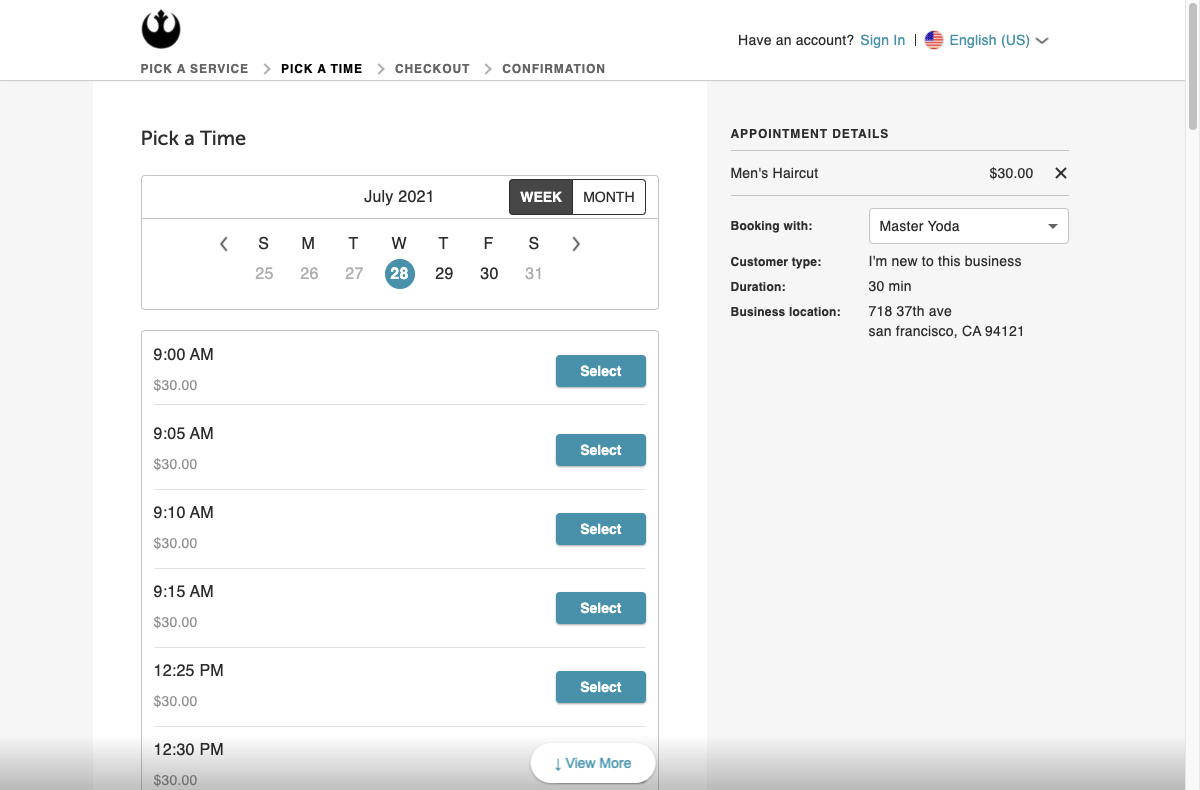 Have an account? Sign In | English (US)
PICK A SERVICE > PICK A TIME > CHECKOUT > CONFIRMATION
Pick a Time
July 2021 WEEK MONTH
S M T W T F S
25 26 27 28 29 30 31
9:00 AM
$30.00
Select
9:05 AM
$30.00
Select
9:10 AM
$30.00
Select
9:15 AM
$30.00
Select
12:25 PM
$30.00
Select
12:30 PM
$30.00
↓ View More
APPOINTMENT DETAILS
Men's Haircut $30.00
Booking with: Master Yoda
Customer type: I'm new to this business
Duration: 30 min
Business location: 718 37th ave
san francisco, CA 94121